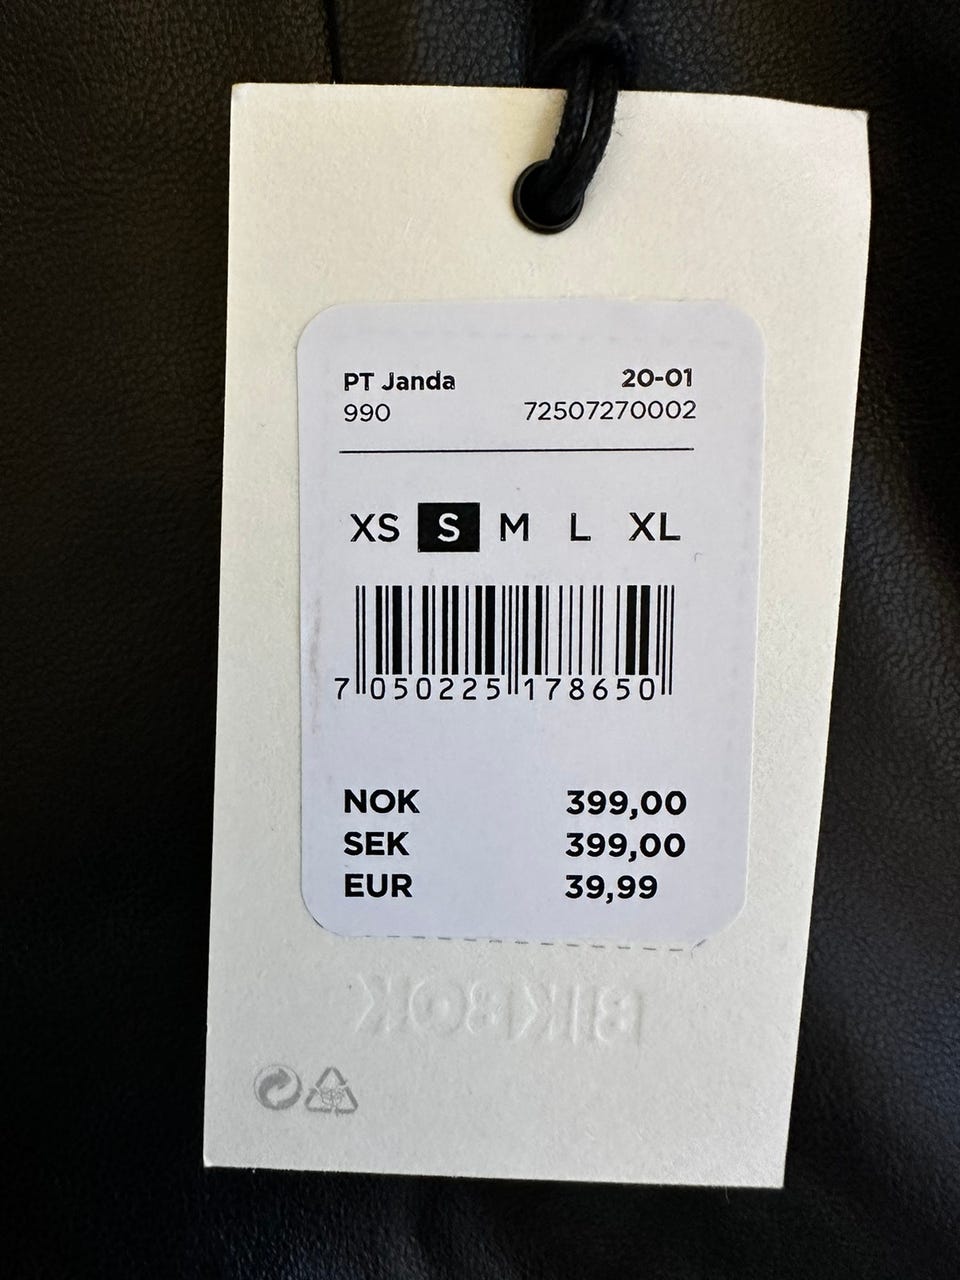 PT Janda 20-01
990 72507270002
XS S M L XL
7 050225 178650
NOK 399,00
SEK 399,00
EUR 39,99
BIKBOK